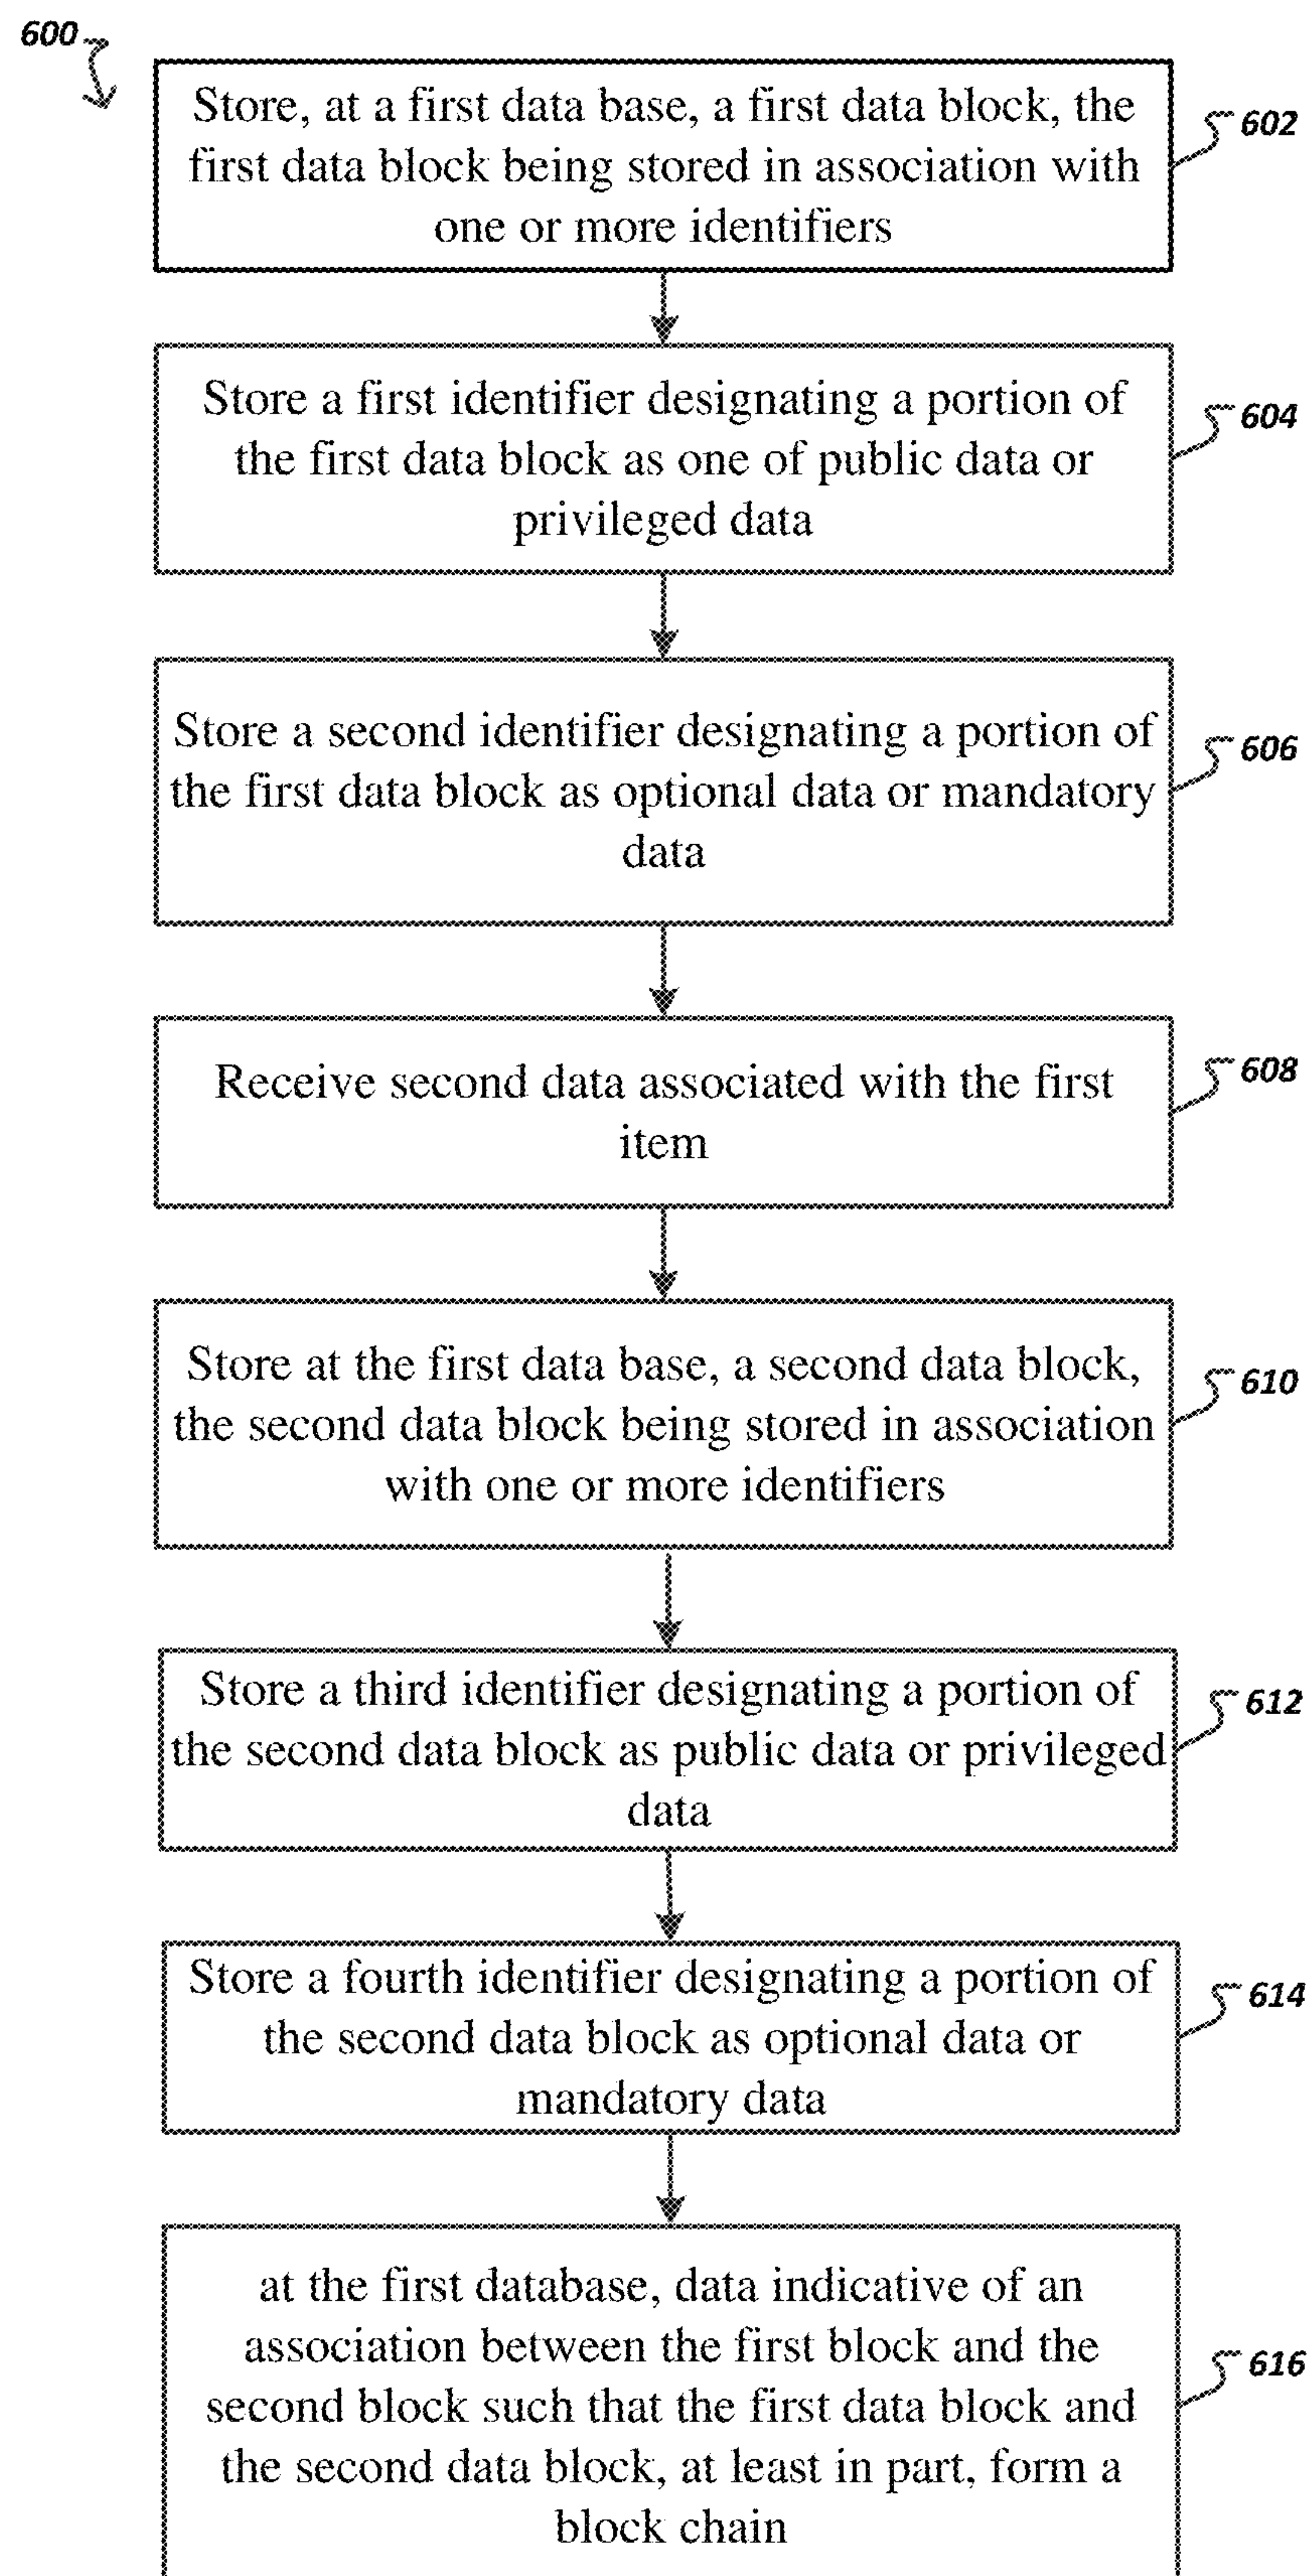 600
Store, at a first data base, a first data block, the
first data block being stored in association with
one or more identifiers
602
Store a first identifier designating a portion of
the first data block as one of public data or
privileged data
604
Store a second identifier designating a portion of
the first data block as optional data or mandatory
data
606
Receive second data associated with the first
item
608
Store at the first data base, a second data block,
the second data block being stored in association
with one or more identifiers
610
Store a third identifier designating a portion of
the second data block as public data or privileged
data
612
Store a fourth identifier designating a portion of
the second data block as optional data or
mandatory data
614
at the first database, data indicative of an
association between the first block and the
second block such that the first data block and
the second data block, at least in part, form a
block chain
616